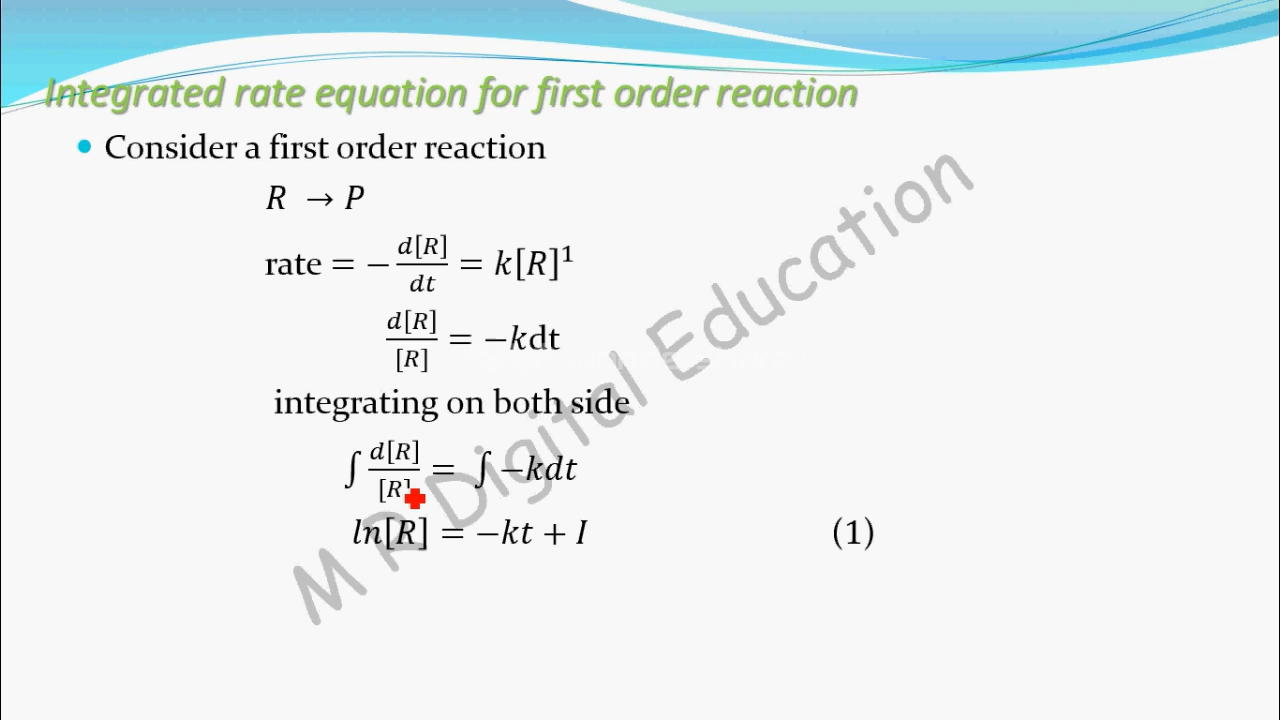 Integrated rate equation for first order reaction
• Consider a first order reaction
R → P
rate = − d[R]/dt = k[R]¹
d[R]/[R] = −kdt
integrating on both side
∫ d[R]/[R] = ∫ −kdt
ln[R] = −kt + I (1)
M R Digital Education